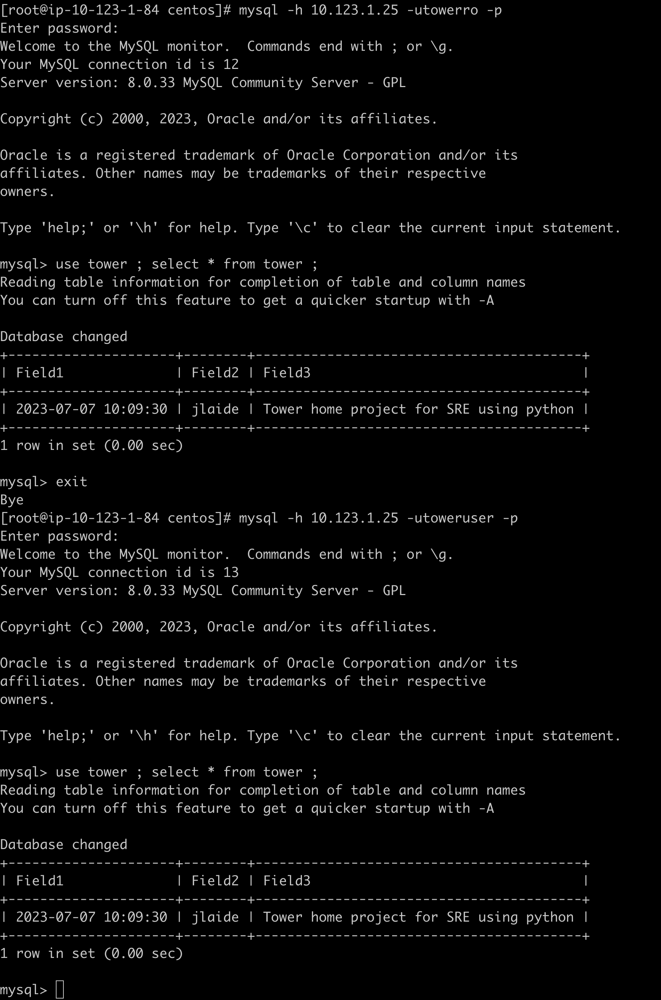 [root@ip-10-123-1-84 centos]# mysql -h 10.123.1.25 -utowerro -p
Enter password:
Welcome to the MySQL monitor.  Commands end with ; or \g.
Your MySQL connection id is 12
Server version: 8.0.33 MySQL Community Server - GPL

Copyright (c) 2000, 2023, Oracle and/or its affiliates.

Oracle is a registered trademark of Oracle Corporation and/or its
affiliates. Other names may be trademarks of their respective
owners.

Type 'help;' or '\h' for help. Type '\c' to clear the current input statement.

mysql> use tower ; select * from tower ;
Reading table information for completion of table and column names
You can turn off this feature to get a quicker startup with -A

Database changed
+---------------------+--------+-----------------------------------------+
| Field1              | Field2 | Field3                                  |
+---------------------+--------+-----------------------------------------+
| 2023-07-07 10:09:30 | jlaide | Tower home project for SRE using python |
+---------------------+--------+-----------------------------------------+
1 row in set (0.00 sec)

mysql> exit
Bye
[root@ip-10-123-1-84 centos]# mysql -h 10.123.1.25 -utoweruser -p
Enter password:
Welcome to the MySQL monitor.  Commands end with ; or \g.
Your MySQL connection id is 13
Server version: 8.0.33 MySQL Community Server - GPL

Copyright (c) 2000, 2023, Oracle and/or its affiliates.

Oracle is a registered trademark of Oracle Corporation and/or its
affiliates. Other names may be trademarks of their respective
owners.

Type 'help;' or '\h' for help. Type '\c' to clear the current input statement.

mysql> use tower ; select * from tower ;
Reading table information for completion of table and column names
You can turn off this feature to get a quicker startup with -A

Database changed
+---------------------+--------+-----------------------------------------+
| Field1              | Field2 | Field3                                  |
+---------------------+--------+-----------------------------------------+
| 2023-07-07 10:09:30 | jlaide | Tower home project for SRE using python |
+---------------------+--------+-----------------------------------------+
1 row in set (0.00 sec)

mysql>